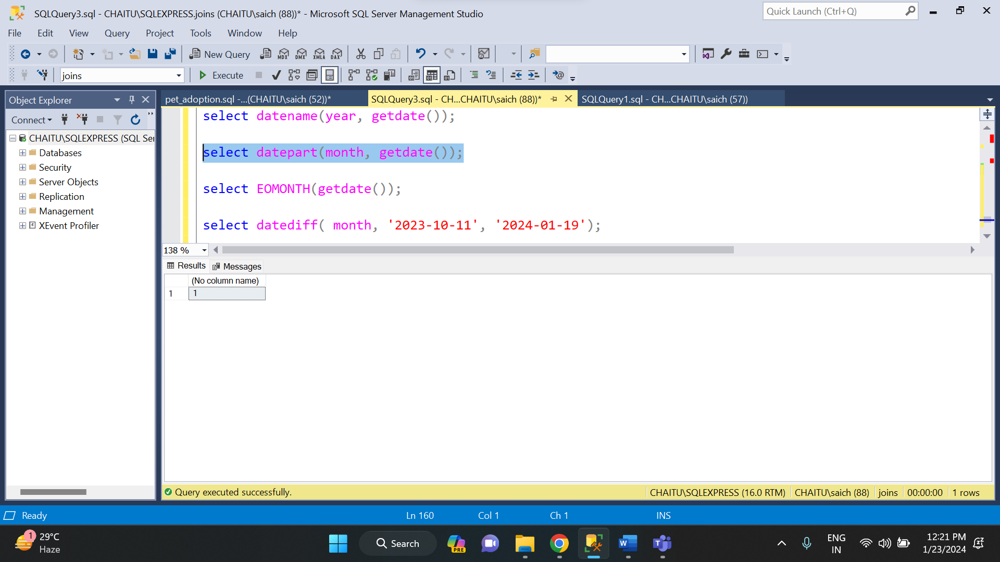 SQLQuery3.sql - CHAITU\SQLEXPRESS.joins (CHAITU\saich (88))* - Microsoft SQL Server Management Studio
Quick Launch (Ctrl+Q)
File Edit View Query Project Tools Window Help
New Query MDX DMX XMLA DAX
joins Execute
Object Explorer
pet_adoption.sql -...(CHAITU\saich (52))* SQLQuery3.sql - CH...CHAITU\saich (88))* SQLQuery1.sql - CH...CHAITU\saich (57))
Connect
CHAITU\SQLEXPRESS (SQL Ser
Databases
Security
Server Objects
Replication
Management
XEvent Profiler
select datename(year, getdate());
select datepart(month, getdate());
select EOMONTH(getdate());
select datediff( month, '2023-10-11', '2024-01-19');
138 %
Results Messages
(No column name)
1 1
Query executed successfully. CHAITU\SQLEXPRESS (16.0 RTM) CHAITU\saich (88) joins 00:00:00 1 rows
Ready Ln 160 Col 1 Ch 1 INS
1 29°C
Haze
Search
PRE
W
T
ENG
IN
12:21 PM
1/23/2024